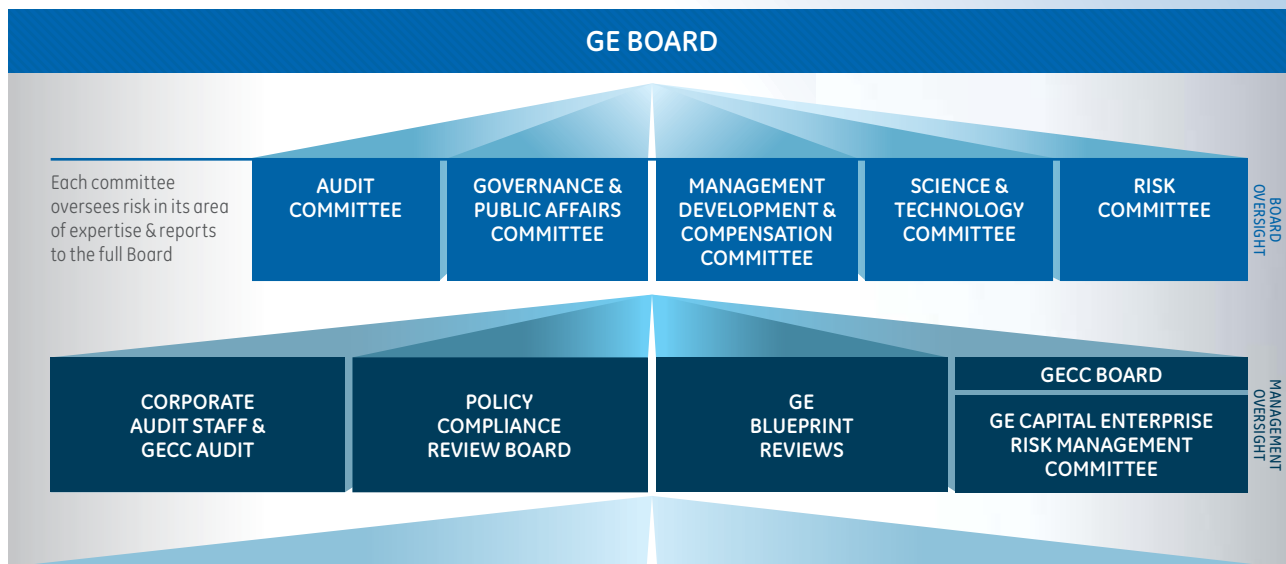 GE BOARD
Each committee
oversees risk in its area
of expertise & reports
to the full Board
AUDIT
COMMITTEE
GOVERNANCE &
PUBLIC AFFAIRS
COMMITTEE
MANAGEMENT
DEVELOPMENT &
COMPENSATION
COMMITTEE
SCIENCE &
TECHNOLOGY
COMMITTEE
RISK
COMMITTEE
BOARD
OVERSIGHT
CORPORATE
AUDIT STAFF &
GECC AUDIT
POLICY
COMPLIANCE
REVIEW BOARD
GE
BLUEPRINT
REVIEWS
GECC BOARD
GE CAPITAL ENTERPRISE
RISK MANAGEMENT
COMMITTEE
MANAGEMENT
OVERSIGHT